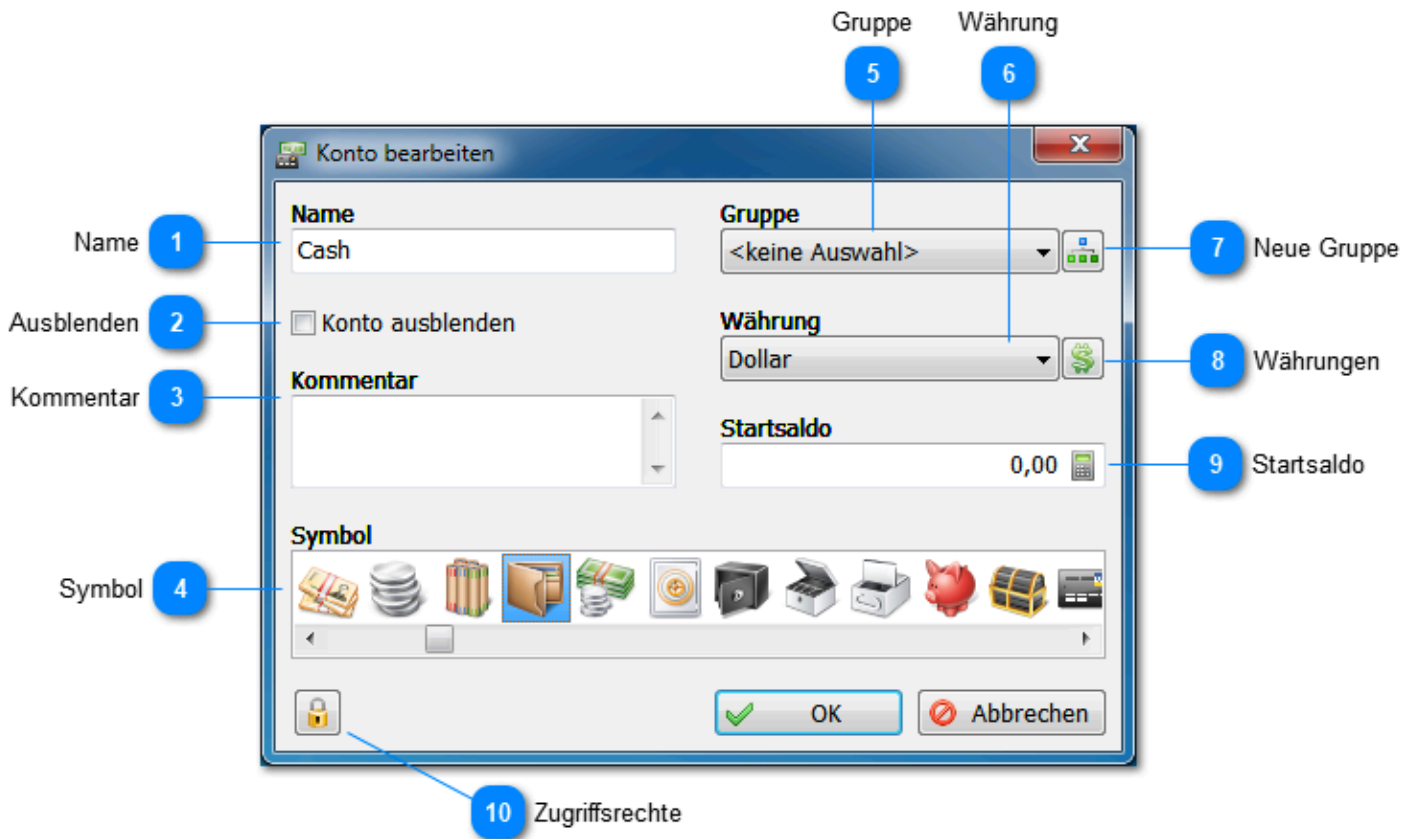 Gruppe
Währung
5
6
Konto bearbeiten
Name
Gruppe
Name
1
Cash
<keine Auswahl>
7
Neue Gruppe
Ausblenden
2
Konto ausblenden
Währung
Dollar
8
Währungen
Kommentar
3
Kommentar
Startsaldo
0,00
9
Startsaldo
Symbol
Symbol
4
OK
Abbrechen
10
Zugriffsrechte